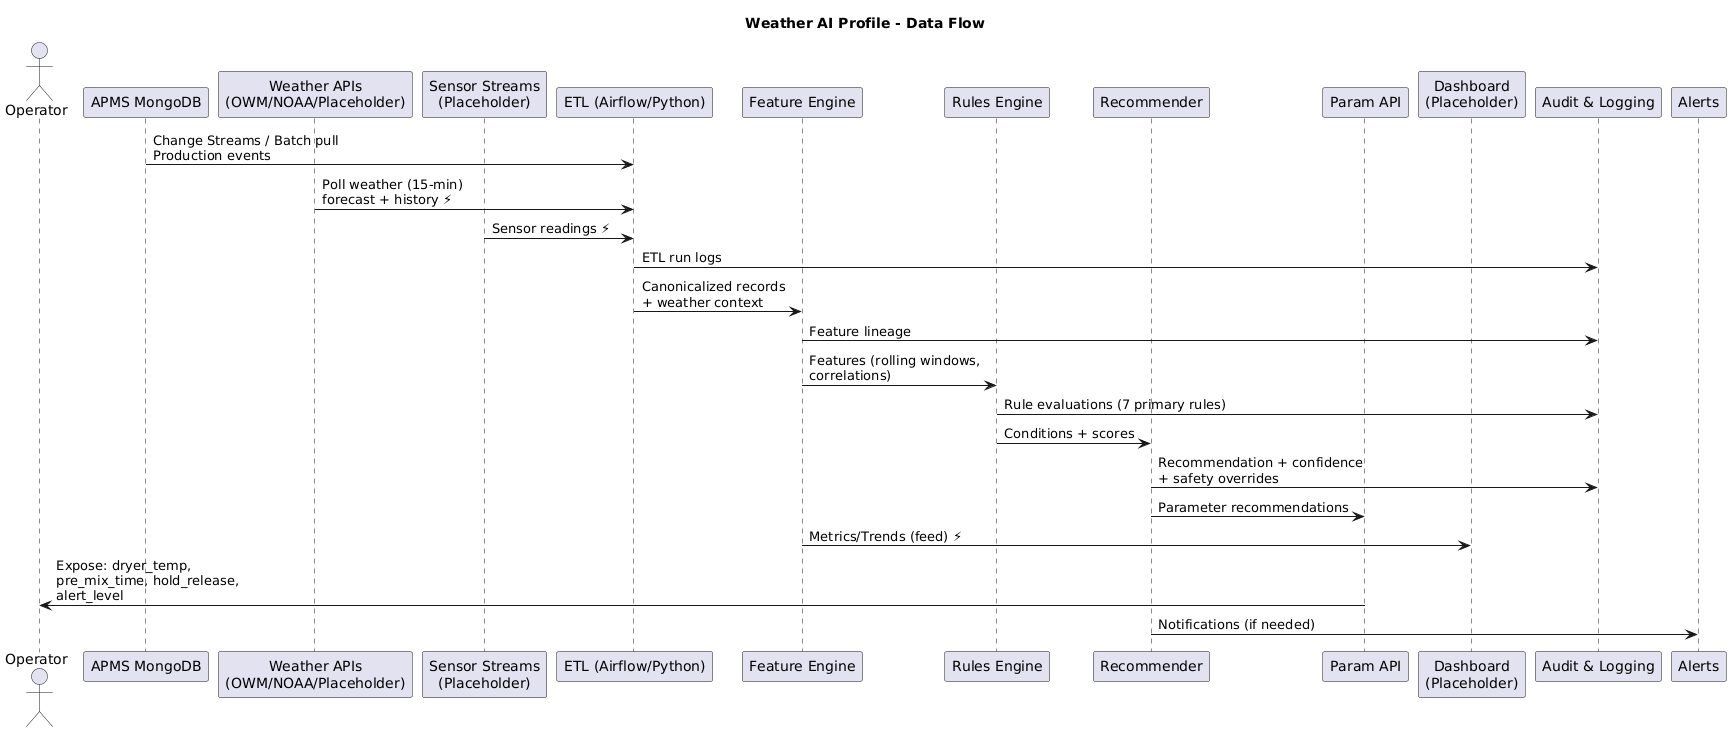 Weather AI Profile - Data Flow
Operator
APMS MongoDB
Weather APIs
(OWM/NOAA/Placeholder)
Sensor Streams
(Placeholder)
ETL (Airflow/Python)
Feature Engine
Rules Engine
Recommender
Param API
Dashboard
(Placeholder)
Audit & Logging
Alerts
Change Streams / Batch pull
Production events
Poll weather (15-min)
forecast + history ⚡
Sensor readings ⚡
ETL run logs
Canonicalized records
+ weather context
Feature lineage
Features (rolling windows,
correlations)
Rule evaluations (7 primary rules)
Conditions + scores
Recommendation + confidence
+ safety overrides
Parameter recommendations
Metrics/Trends (feed) ⚡
Expose: dryer_temp,
pre_mix_time, hold_release,
alert_level
Notifications (if needed)
Operator
APMS MongoDB
Weather APIs
(OWM/NOAA/Placeholder)
Sensor Streams
(Placeholder)
ETL (Airflow/Python)
Feature Engine
Rules Engine
Recommender
Param API
Dashboard
(Placeholder)
Audit & Logging
Alerts